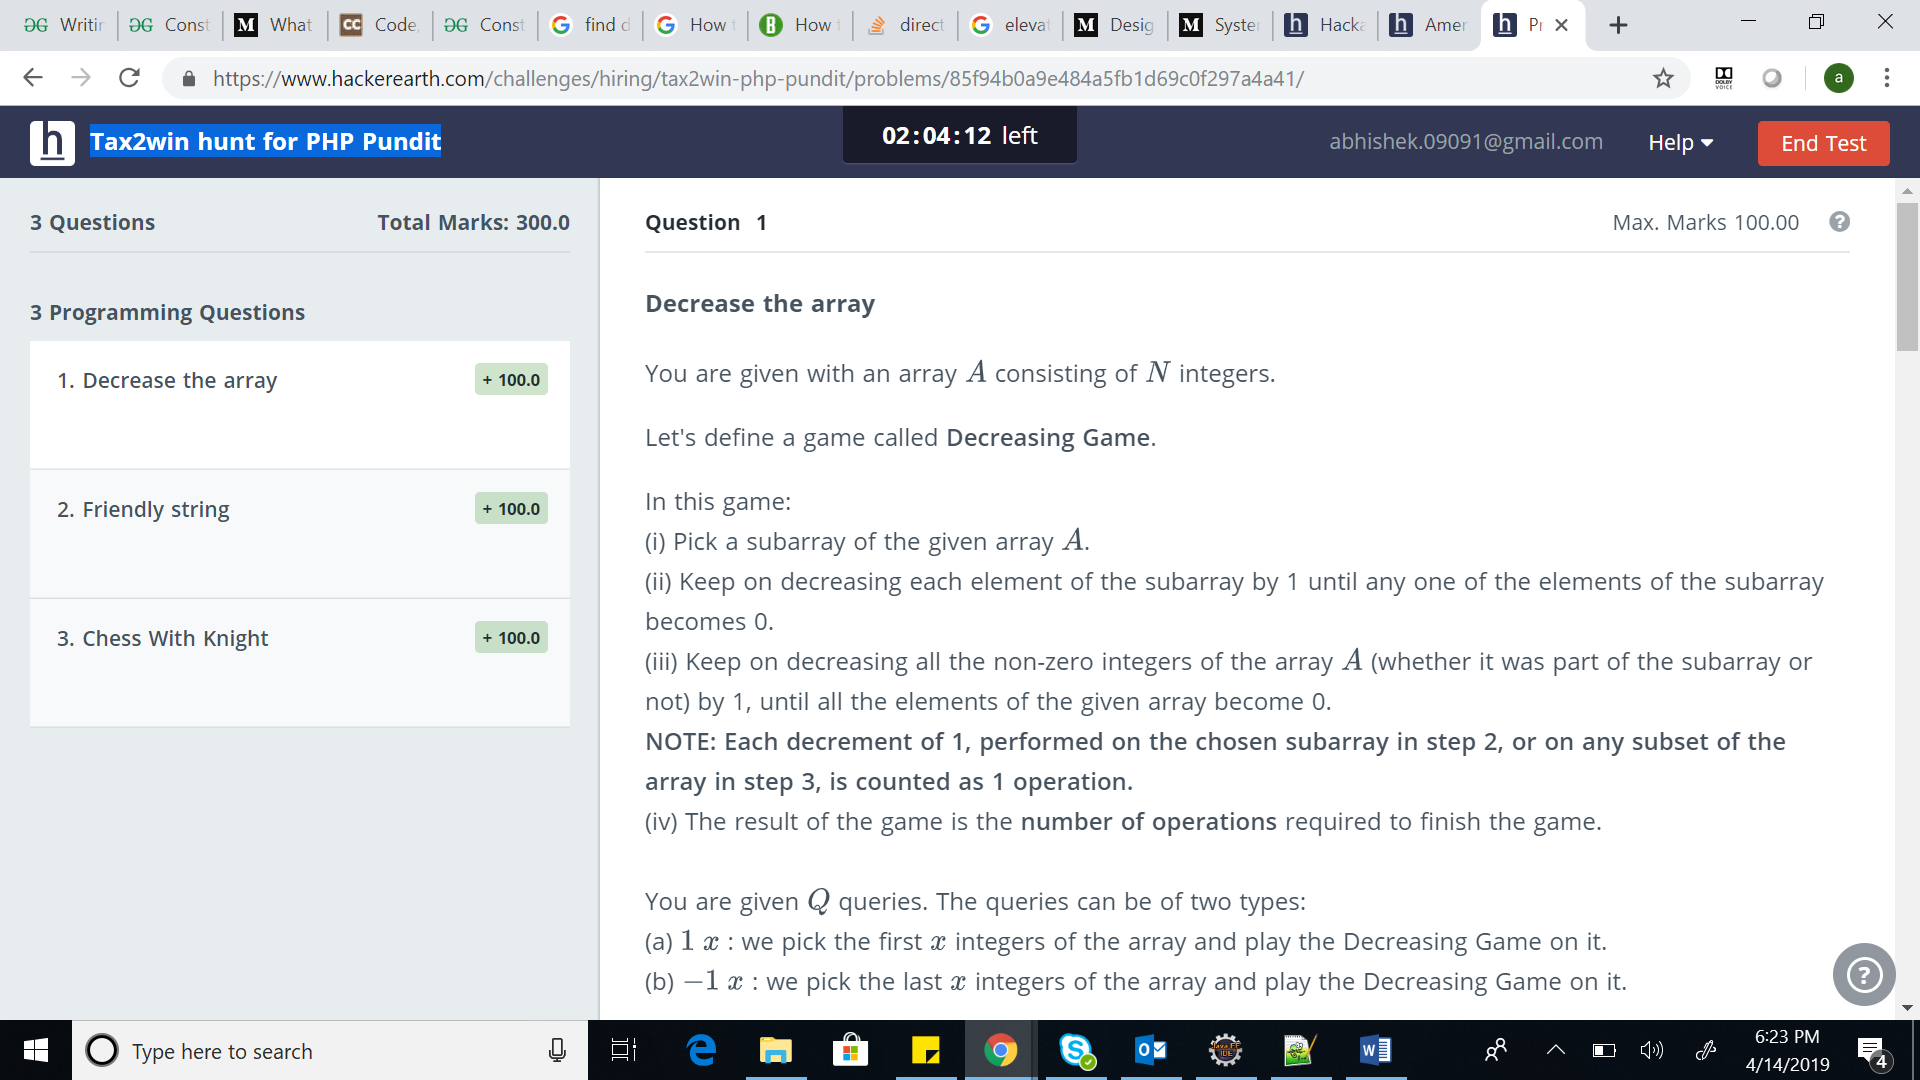 Writin
Const
What
Code,
Const
find d
How t
How t
direct
elevat
Desig
Syster
Hacka
Amer
Pr
https://www.hackerearth.com/challenges/hiring/tax2win-php-pundit/problems/85f94b0a9e484a5fb1d69c0f297a4a41/
DOLBY
VOICE
a
h Tax2win hunt for PHP Pundit
02:04:12 left
abhishek.09091@gmail.com
Help
End Test
3 Questions
Total Marks: 300.0
3 Programming Questions
1. Decrease the array
+ 100.0
2. Friendly string
+ 100.0
3. Chess With Knight
+ 100.0
Question 1
Max. Marks 100.00
?
Decrease the array
You are given with an array A consisting of N integers.
Let's define a game called Decreasing Game.
In this game:
(i) Pick a subarray of the given array A.
(ii) Keep on decreasing each element of the subarray by 1 until any one of the elements of the subarray
becomes 0.
(iii) Keep on decreasing all the non-zero integers of the array A (whether it was part of the subarray or
not) by 1, until all the elements of the given array become 0.
NOTE: Each decrement of 1, performed on the chosen subarray in step 2, or on any subset of the
array in step 3, is counted as 1 operation.
(iv) The result of the game is the number of operations required to finish the game.
You are given Q queries. The queries can be of two types:
(a) 1 x : we pick the first x integers of the array and play the Decreasing Game on it.
(b) −1 x : we pick the last x integers of the array and play the Decreasing Game on it.
?
Type here to search
6:23 PM
4/14/2019
4